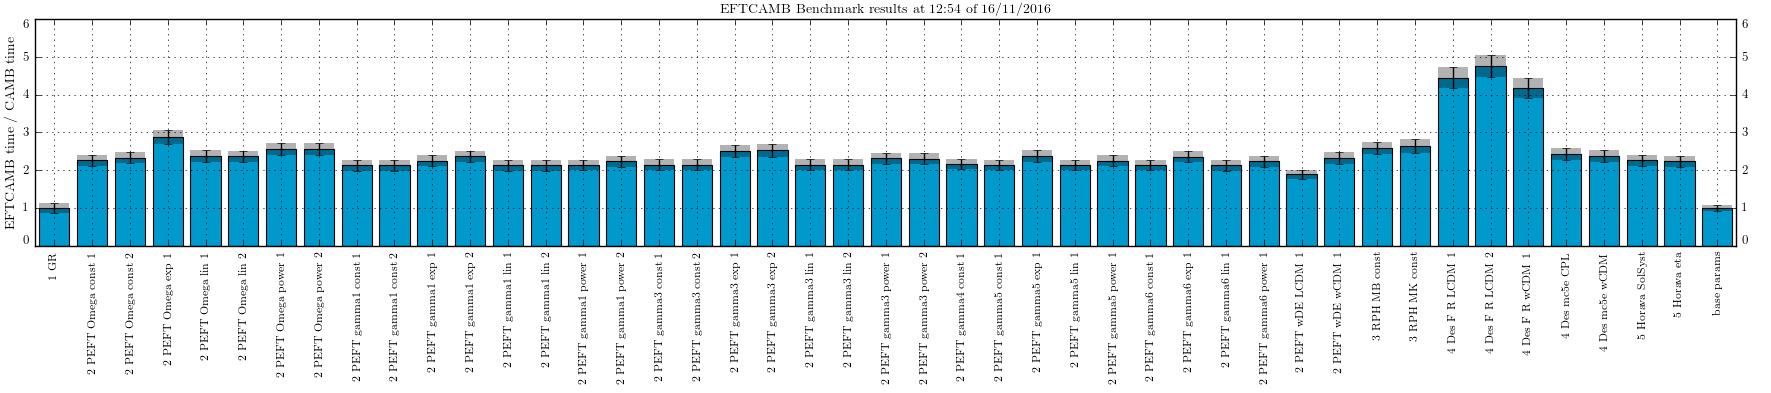 EFTCAMB Benchmark results at 12:54 of 16/11/2016
EFTCAMB time / CAMB time
6
5
4
3
2
1
0
6
5
4
3
2
1
0
1 GR
2 PEFT Omega const 1
2 PEFT Omega const 2
2 PEFT Omega exp 1
2 PEFT Omega lin 1
2 PEFT Omega lin 2
2 PEFT Omega power 1
2 PEFT Omega power 2
2 PEFT gamma1 const 1
2 PEFT gamma1 const 2
2 PEFT gamma1 exp 1
2 PEFT gamma1 exp 2
2 PEFT gamma1 lin 1
2 PEFT gamma1 lin 2
2 PEFT gamma1 power 1
2 PEFT gamma1 power 2
2 PEFT gamma3 const 1
2 PEFT gamma3 const 2
2 PEFT gamma3 exp 1
2 PEFT gamma3 exp 2
2 PEFT gamma3 lin 1
2 PEFT gamma3 lin 2
2 PEFT gamma3 power 1
2 PEFT gamma3 power 2
2 PEFT gamma4 const 1
2 PEFT gamma5 const 1
2 PEFT gamma5 exp 1
2 PEFT gamma5 lin 1
2 PEFT gamma5 power 1
2 PEFT gamma6 const 1
2 PEFT gamma6 exp 1
2 PEFT gamma6 lin 1
2 PEFT gamma6 power 1
2 PEFT wDE LCDM 1
2 PEFT wDE wCDM 1
3 RPH MB const
3 RPH MK const
4 Des F R LCDM 1
4 Des F R LCDM 2
4 Des F R wCDM 1
4 Des mc5e CPL
4 Des mc5e wCDM
5 Horava SolSyst
5 Horava eta
base params